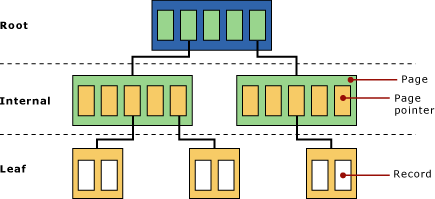 Root
Page
Internal
Page
pointer
Leaf
Record